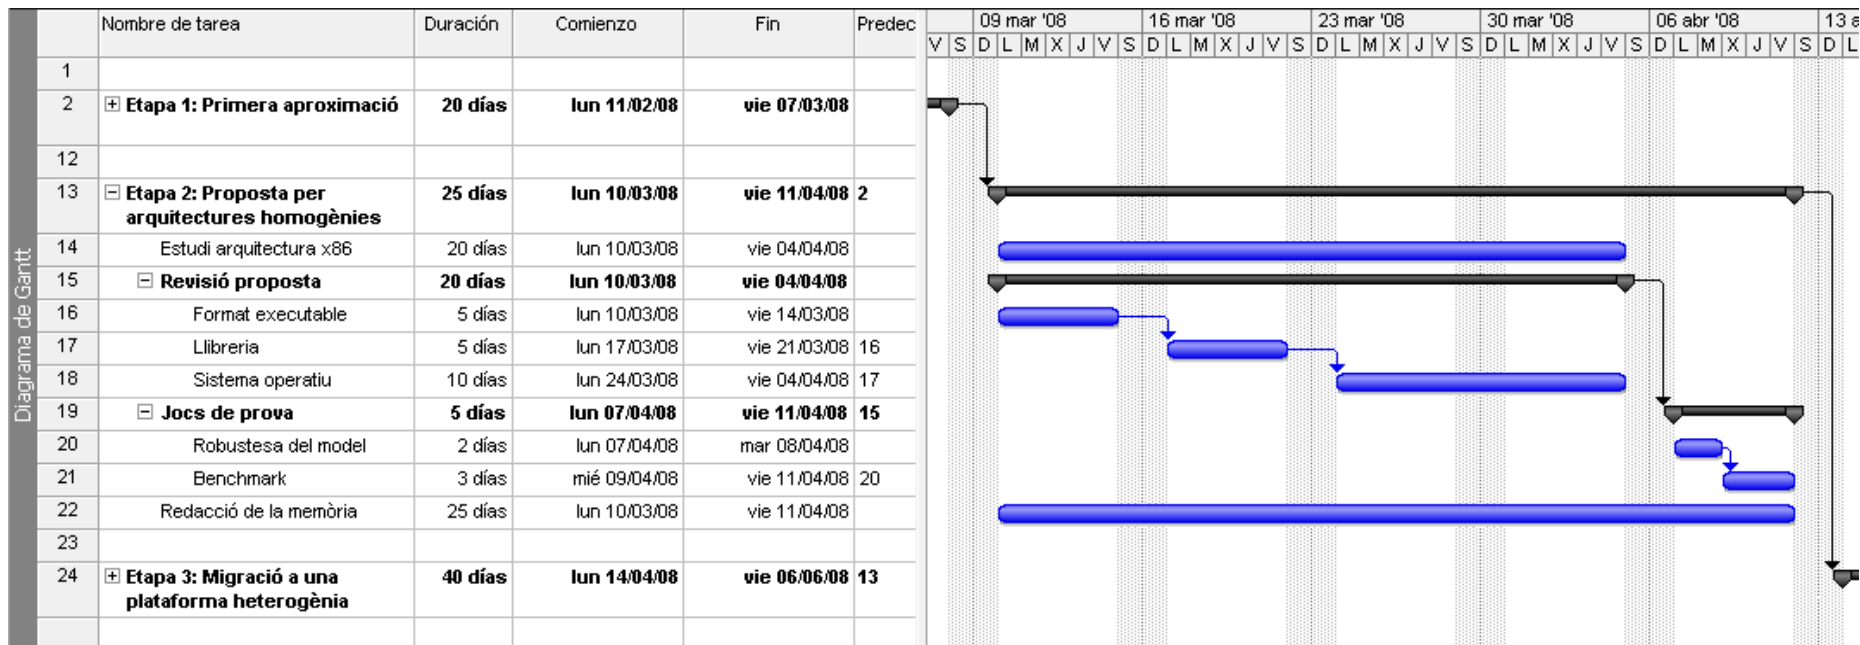 Nombre de tarea Duración Comienzo Fin Predec 09 mar '08 16 mar '08 23 mar '08 30 mar '08 06 abr '08 13 a
V S D L M X J V S D L M X J V S D L M X J V S D L M X J V S D L M X J V S D L
1
2 Etapa 1: Primera aproximació 20 días lun 11/02/08 vie 07/03/08
12
13 Etapa 2: Proposta per 25 días lun 10/03/08 vie 11/04/08 2
arquitectures homogènies
14 Estudi arquitectura x86 20 días lun 10/03/08 vie 04/04/08
15 Revisió proposta 20 días lun 10/03/08 vie 04/04/08
16 Format executable 5 días lun 10/03/08 vie 14/03/08
17 Llibreria 5 días lun 17/03/08 vie 21/03/08 16
18 Sistema operatiu 10 días lun 24/03/08 vie 04/04/08 17
19 Jocs de prova 5 días lun 07/04/08 vie 11/04/08 15
20 Robustesa del model 2 días lun 07/04/08 mar 08/04/08
21 Benchmark 3 días mié 09/04/08 vie 11/04/08 20
22 Redacció de la memòria 25 días lun 10/03/08 vie 11/04/08
23
24 Etapa 3: Migració a una 40 días lun 14/04/08 vie 06/06/08 13
plataforma heterogènia
Diagrama de Gantt